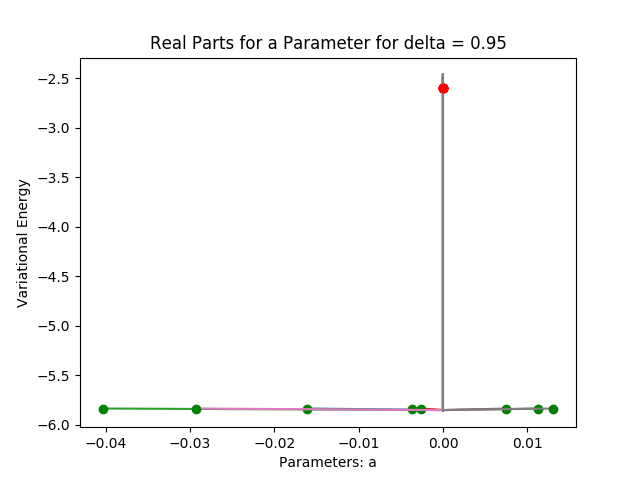 Real Parts for a Parameter for delta = 0.95
Variational Energy
−2.5
−3.0
−3.5
−4.0
−4.5
−5.0
−5.5
−6.0
−0.04 −0.03 −0.02 −0.01 0.00 0.01
Parameters: a